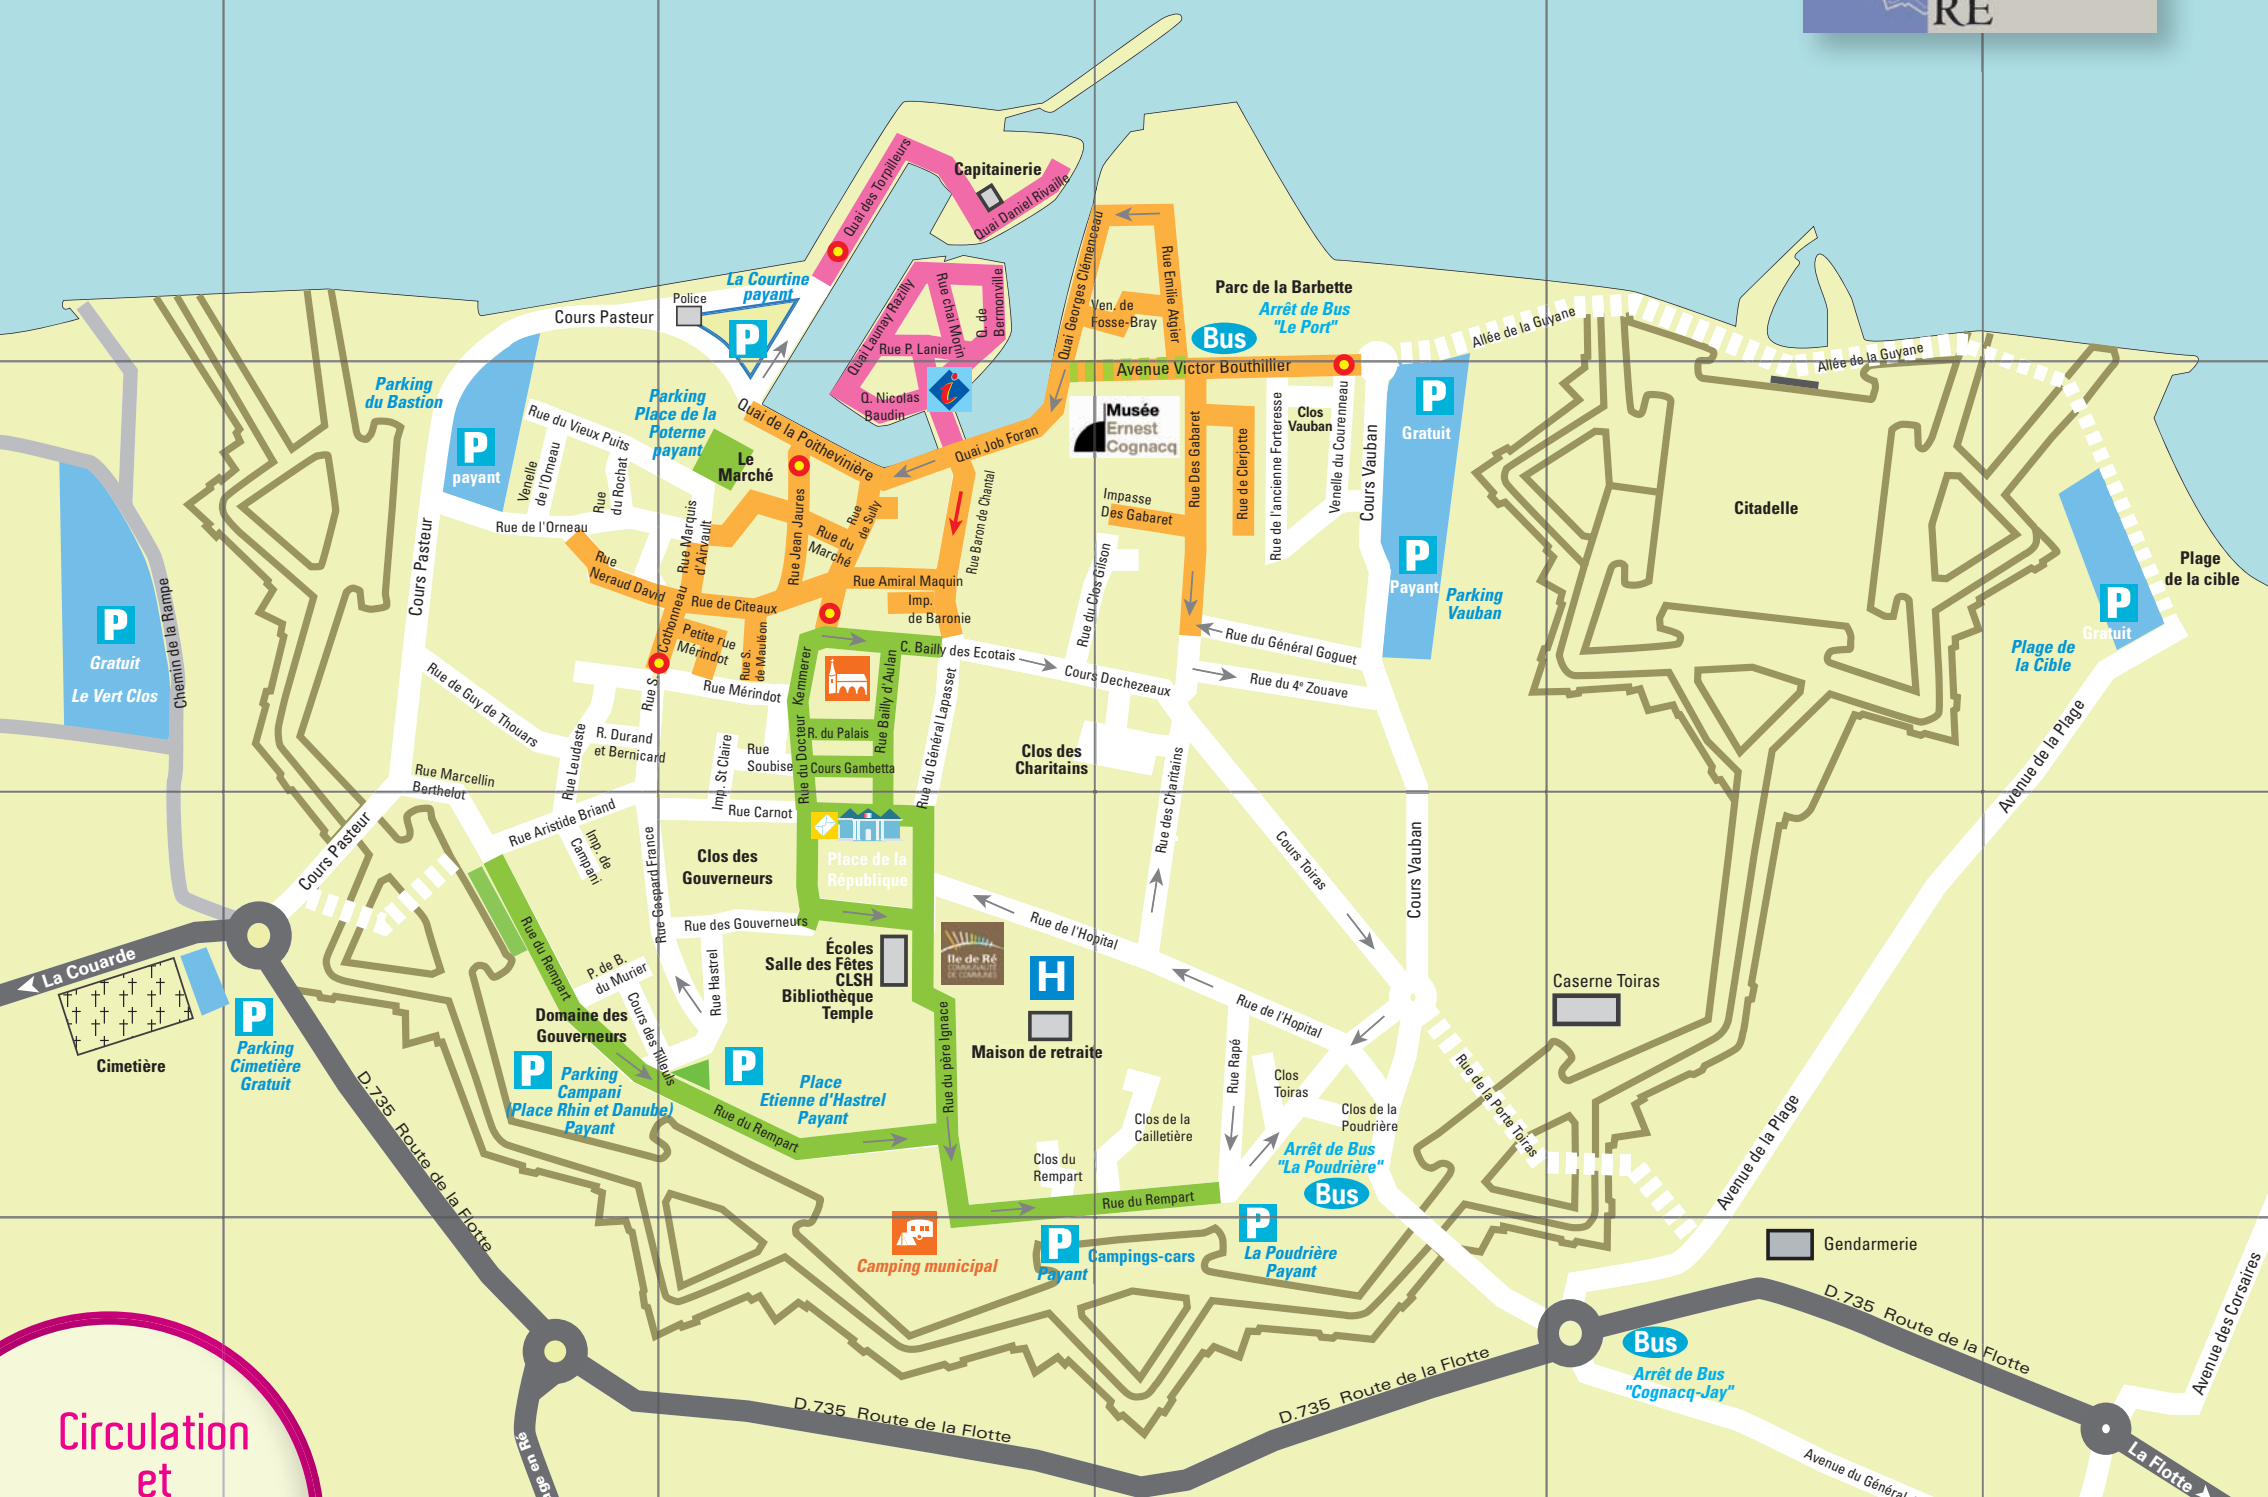 RÉ
Capitainerie
Quai des Torpilleurs
Quai Daniel Rivaille
La Courtine
payant
P
Police
Cours Pasteur
Quai Launay Razilly
Rue chai Morin
Q. de
Bermonville
Rue P. Lanier
Q. Nicolas
Baudin
i
Quai Georges Clémenceau
Rue Emilie Atgier
Ven. de
Fosse-Bray
Parc de la Barbette
Arrêt de Bus
"Le Port"
Bus
Avenue Victor Bouthillier
Allée de la Guyane
Allée de la Guyane
Parking
du Bastion
P
payant
Parking
Place de la
Poterne
payant
Le
Marché
Quai de la Poithevinière
Quai Job Foran
Musée
Ernest
Cognacq
Rue du Vieux Puits
Venelle
de l'Orneau
Rue
du Rochat
Rue de l'Orneau
Rue
Neraud David
Rue Marquis
d'Airvault
Rue Jean Jaures
Rue du
Marché
Rue
de Sully
Rue Baron de Chantal
Rue Amiral Maquin
Imp.
de Baronie
Rue de Citeaux
Cothonneau
Rue S.
Petite rue
Mérindot
Rue S.
de Mauléon
Rue Mérindot
Impasse
Des Gabaret
Rue Des Gabaret
Rue de Clerjotte
Rue de l'ancienne Forteresse
Clos
Vauban
Venelle du Courenneau
Cours Vauban
P
Gratuit
P
Payant
Parking
Vauban
Citadelle
Plage
de la cible
P
Gratuit
Plage de
la Cible
P
Gratuit
Le Vert Clos
Chemin de la Rampe
Cours Pasteur
Rue de Guy de Thouars
Rue Leudaste
R. Durand
et Bernicard
Imp. St Claire
Rue
Soubise
Rue du Docteur Kemmerer
R. du Palais
Cours Gambetta
Rue Bailly d'Aulan
C. Bailly des Ecotais
Rue du Général Lapasset
Rue du Clos Gilson
Cours Dechezeaux
Rue du Général Goguet
Rue du 4e Zouave
Clos des
Charitains
Rue des Charitains
Cours Toiras
Cours Vauban
Avenue de la Plage
Rue Marcellin
Berthelot
Rue Aristide Briand
Imp. de
Campani
Rue Carnot
Rue Gaspard France
Clos des
Gouverneurs
Place de la
République
Cours Pasteur
La Couarde
Cimetière
P
Parking
Cimetière
Gratuit
Rue du Rempart
Rue des Gouverneurs
P. de B.
du Murier
Rue Hastrel
Cours des Tilleuls
Domaine des
Gouverneurs
Écoles
Salle des Fêtes
CLSH
Bibliothèque
Temple
Ile de Ré
COMMUNAUTÉ
DE COMMUNES
H
Maison de retraite
Rue de l'Hopital
Rue de l'Hopital
Caserne Toiras
P
Parking
Campani
(Place Rhin et Danube)
Payant
P
Place
Etienne d'Hastrel
Payant
Rue du père Ignace
Rue du Rempart
Rue Rapé
Clos
Toiras
Clos de la
Poudrière
Clos de la
Cailletière
Clos du
Rempart
Arrêt de Bus
"La Poudrière"
Bus
Rue de la Porte Toiras
Avenue de la Plage
Rue du Rempart
Camping municipal
P
Payant
Campings-cars
P
La Poudrière
Payant
Gendarmerie
D.735 Route de la Flotte
D.735 Route de la Flotte
D.735 Route de la Flotte
D.735 Route de la Flotte
Bus
Arrêt de Bus
"Cognacq-Jay"
Avenue des Corsaires
Avenue du Général
La Flotte
en Ré
Circulation
et